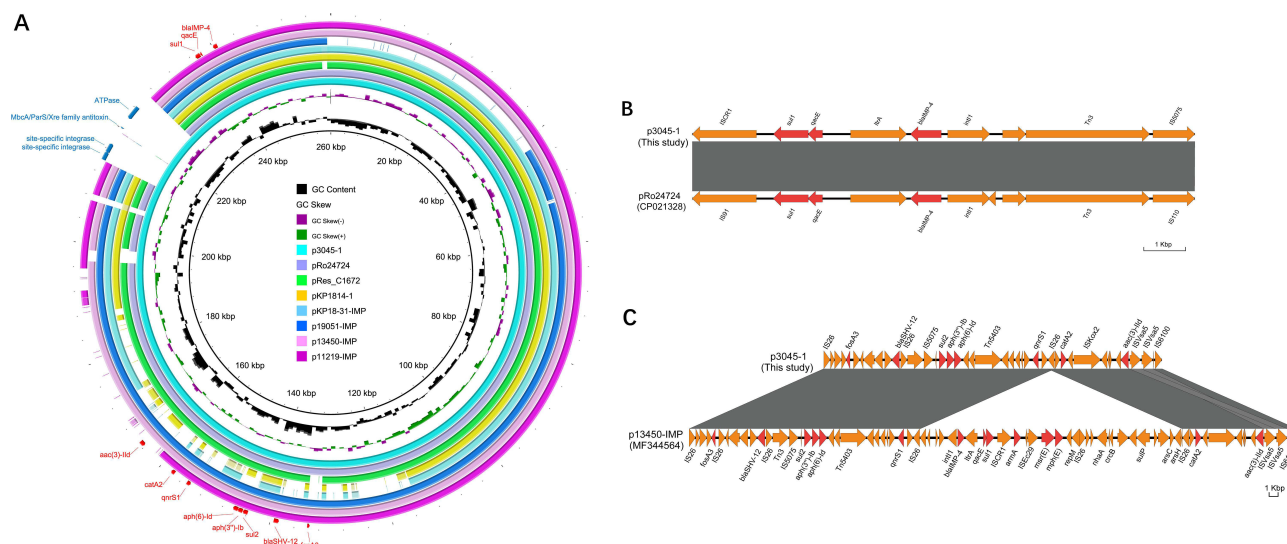 A
blaIMP-4
qacE
sul1
ATPase
MbcA/ParS/Xre family antitoxin
site-specific integrase
site-specific integrase
260 kbp
20 kbp
40 kbp
60 kbp
80 kbp
100 kbp
120 kbp
140 kbp
160 kbp
180 kbp
200 kbp
220 kbp
240 kbp
GC Content
GC Skew
GC Skew(-)
GC Skew(+)
p3045-1
pRo24724
pRes_C1672
pKP1814-1
pKP18-31-IMP
p19051-IMP
p13450-IMP
p11219-IMP
aac(3)-IId
catA2
qnrS1
aph(6)-Id
aph(3")-Ib
sul2
blaSHV-12
B
ISCR1
sul1
qacE
ltrA
blaIMP-4
intI1
Tn3
IS5075
p3045-1
(This study)
pRo24724
(CP021328)
IS91
sul1
qacE
blaIMP-4
intI1
Tn3
IS110
1 Kbp
C
IS26
fosA3
blaSHV-12
IS26
IS5075
sul2
aph(3")-Ib
aph(6)-Id
Tn5403
qnrS1
IS26
catA2
ISKox2
aac(3)-IId
ISVsa5
ISVsa5
IS6100
p3045-1
(This study)
p13450-IMP
(MF344564)
IS26
fosA3
IS26
blaSHV-12
IS26
Tn3
IS5075
sul2
aph(3")-Ib
aph(6)-Id
Tn5403
qnrS1
IS26
intI1
blaIMP-4
ltrA
qacE
sul1
ISCR1
armA
ISEc29
msr(E)
mph(E)
repM
IS26
nhaA
crcB
sulP
arsC
arsH
IS26
catA2
aac(3)-IId
ISVsa5
ISVsa5
1 Kbp